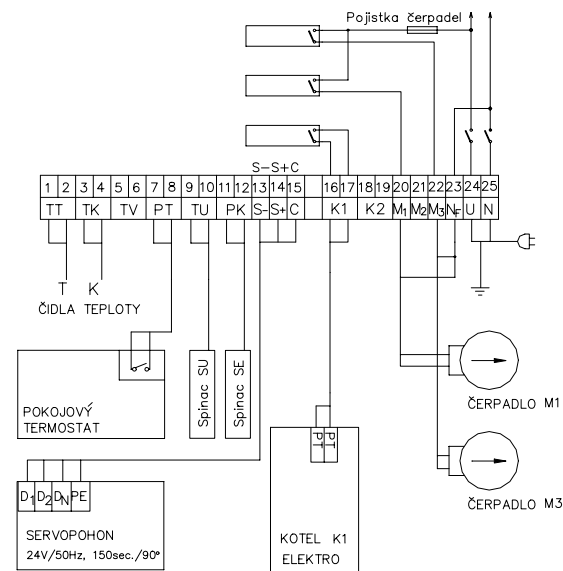 Pojistka čerpadel
S-S+C
1 2 3 4 5 6 7 8 9 10 11 12 13 14 15 16 17 18 19 20 21 22 23 24 25
TT TK TV PT TU PK S- S+ C K1 K2 M1 M2 M3 NF U N
T K
ČIDLA TEPLOTY
POKOJOVÝ
TERMOSTAT
Spinac SU
Spinac SE
ČERPADLO M1
PT PT
ČERPADLO M3
D1 D2 DN PE
SERVOPOHON
24V/50Hz, 150sec./90°
KOTEL K1
ELEKTRO